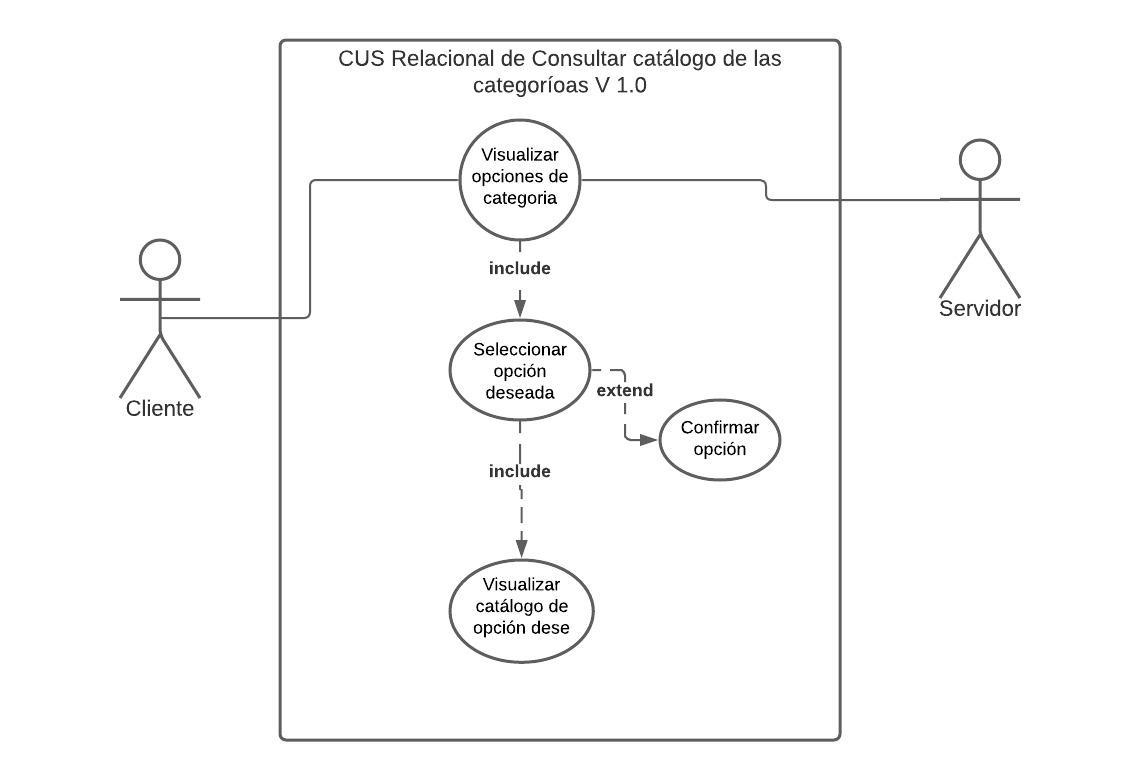 CUS Relacional de Consultar catálogo de las
categoríoas V 1.0
Visualizar
opciones de
categoria
include
Servidor
Seleccionar
opción
deseada
extend
Cliente
Confirmar
opción
include
Visualizar
catálogo de
opción dese